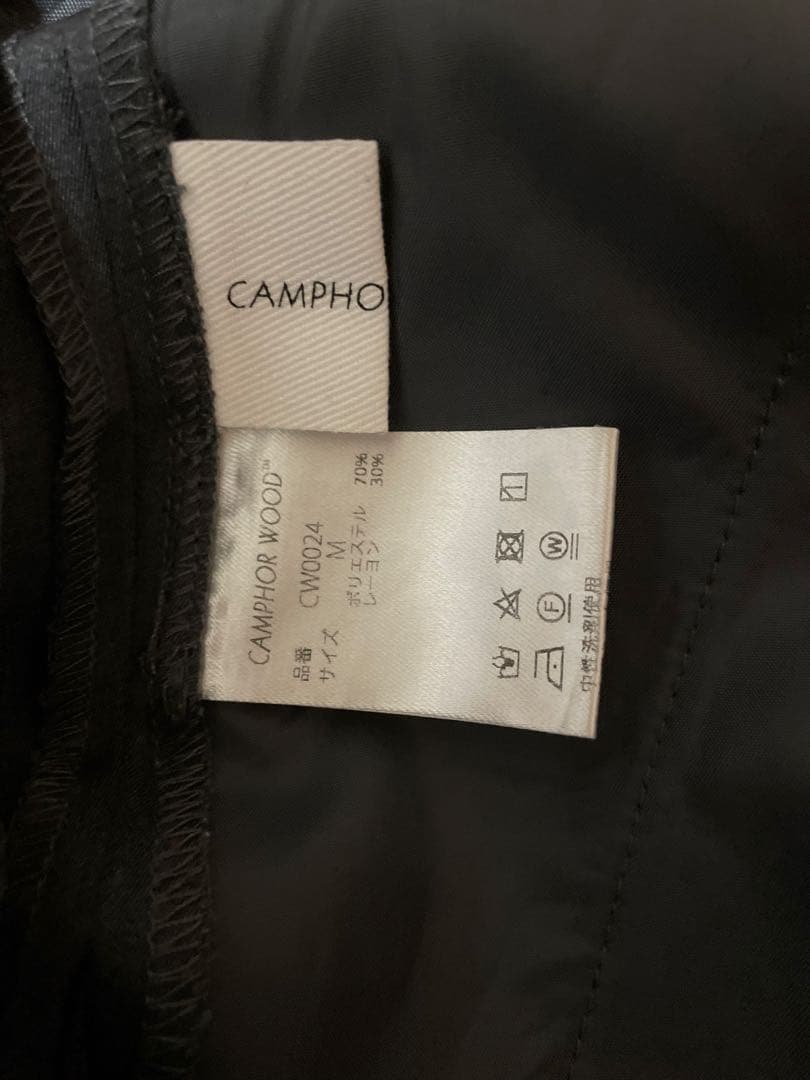 CAMPHO
CAMPHOR WOOD™
品番 CW0024
サイズ M
ポリエステル 70%
レーヨン 30%
F
W
中性洗剤使用